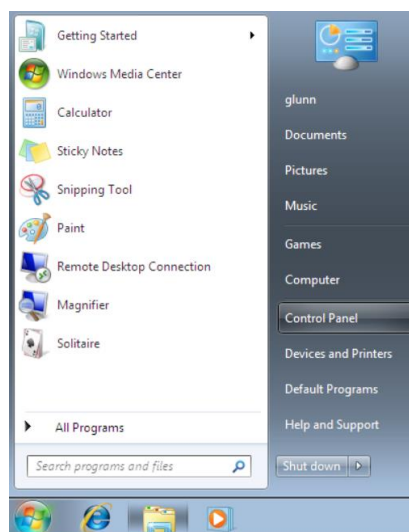 Getting Started
Windows Media Center
Calculator
Sticky Notes
Snipping Tool
Paint
Remote Desktop Connection
Magnifier
Solitaire
All Programs
Search programs and files
glunn
Documents
Pictures
Music
Games
Computer
Control Panel
Devices and Printers
Default Programs
Help and Support
Shut down